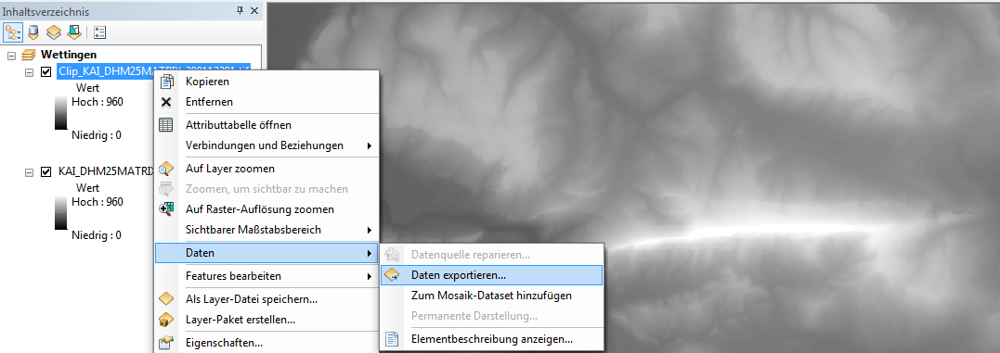 Inhaltsverzeichnis
Wettingen
Clip_KAI_DHM25MATRIX
Wert
Hoch : 960
Niedrig : 0
KAI_DHM25MATRIX
Wert
Hoch : 960
Niedrig : 0
Kopieren
Entfernen
Attributtabelle öffnen
Verbindungen und Beziehungen
Auf Layer zoomen
Zoomen, um sichtbar zu machen
Auf Raster-Auflösung zoomen
Sichtbarer Maßstabsbereich
Daten
Features bearbeiten
Als Layer-Datei speichern...
Layer-Paket erstellen...
Eigenschaften...
Datenquelle reparieren...
Daten exportieren...
Zum Mosaik-Dataset hinzufügen
Permanente Darstellung...
Elementbeschreibung anzeigen...